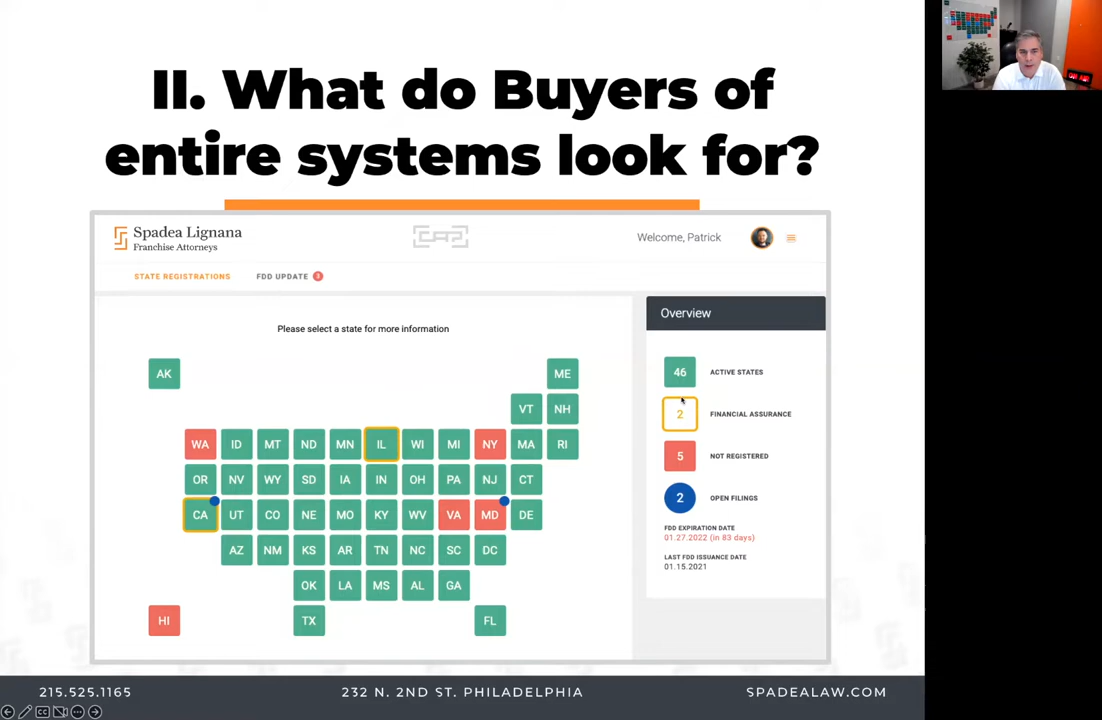 II. What do Buyers of
entire systems look for?
Spadea Lignana
Franchise Attorneys
Welcome, Patrick
STATE REGISTRATIONS
FDD UPDATE 3
Please select a state for more information
Overview
AK
ME
VT NH
WA ID MT ND MN IL WI MI NY MA RI
OR NV WY SD IA IN OH PA NJ CT
CA UT CO NE MO KY WV VA MD DE
AZ NM KS AR TN NC SC DC
OK LA MS AL GA
HI TX FL
46 ACTIVE STATES
2 FINANCIAL ASSURANCE
5 NOT REGISTERED
2 OPEN FILINGS
FDD EXPIRATION DATE
01.27.2022 (in 83 days)
LAST FDD ISSUANCE DATE
01.15.2021
215.525.1165
232 N. 2ND ST. PHILADELPHIA
SPADEALAW.COM
CC